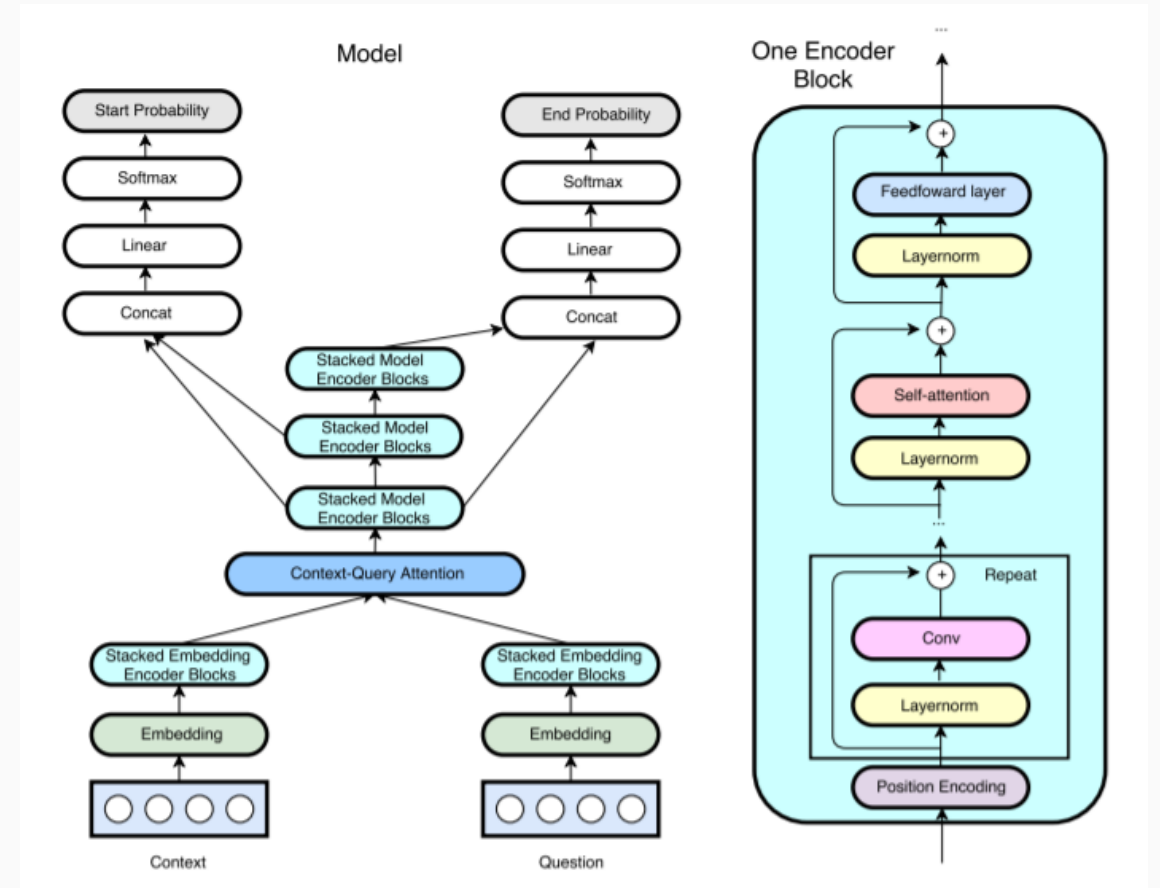 Model
Start Probability
Softmax
Linear
Concat
End Probability
Softmax
Linear
Concat
Stacked Model
Encoder Blocks
Stacked Model
Encoder Blocks
Stacked Model
Encoder Blocks
Context-Query Attention
Stacked Embedding
Encoder Blocks
Stacked Embedding
Encoder Blocks
Embedding
Embedding
Context
Question
One Encoder
Block
...
+
Feedfoward layer
Layernorm
+
Self-attention
Layernorm
...
+
Repeat
Conv
Layernorm
Position Encoding